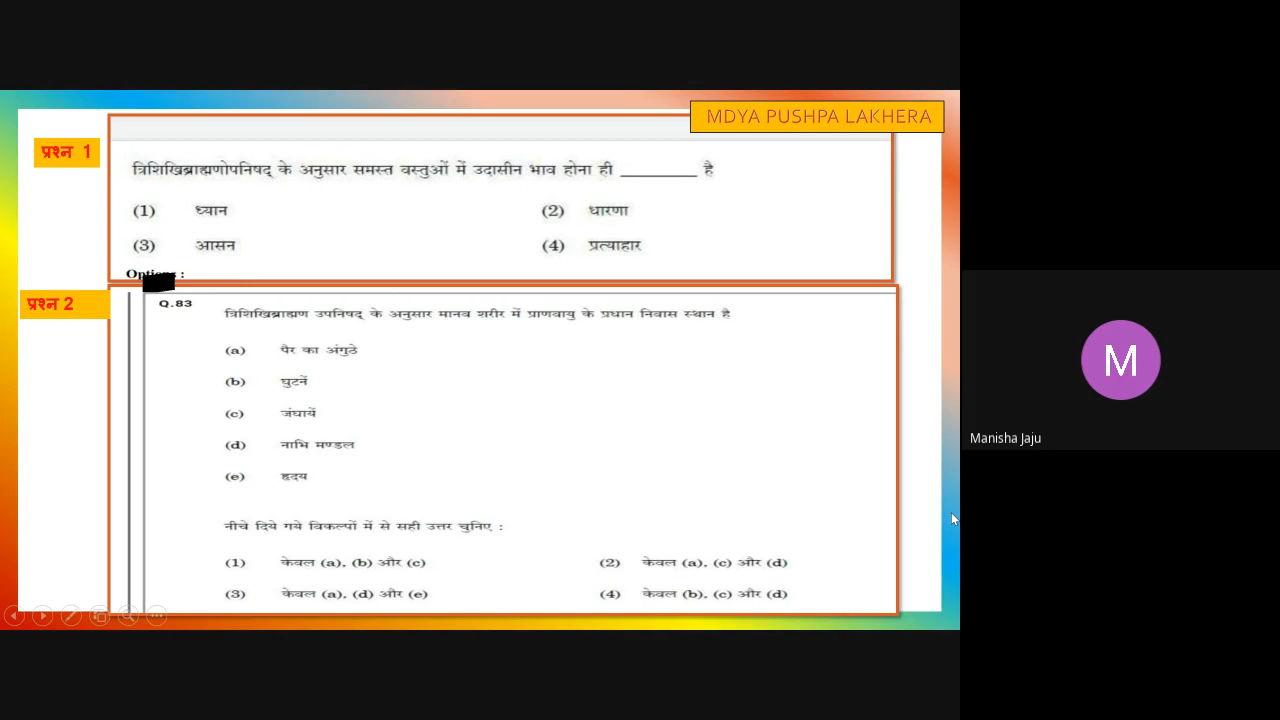 MDYA PUSHPA LAKHERA
प्रश्न 1
त्रिशिखिब्राह्मणोपनिषद् के अनुसार समस्त वस्तुओं में उदासीन भाव होना ही ________ है
(1) ध्यान (2) धारणा
(3) आसन (4) प्रत्याहार
Options :
प्रश्न 2
Q.83
त्रिशिखिब्राह्मण उपनिषद् के अनुसार मानव शरीर में प्राणवायु के प्रधान निवास स्थान है
(a) पैर का अंगुठे
(b) घुटनें
(c) जंघायें
(d) नाभि मण्डल
(e) हृदय
नीचे दिये गये विकल्पों में से सही उत्तर चुनिए :
(1) केवल (a), (b) और (c) (2) केवल (a), (c) और (d)
(3) केवल (a), (d) और (e) (4) केवल (b), (c) और (d)
M
Manisha Jaju